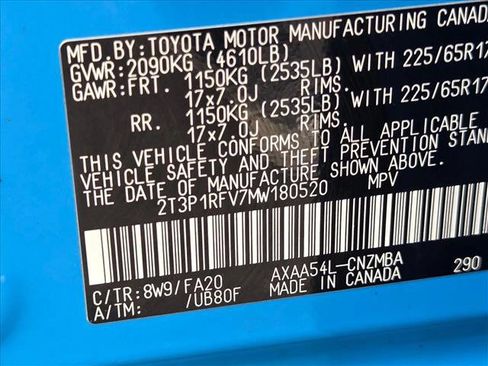 MFD. BY: TOYOTA MOTOR MANUFACTURING CANADA
GVWR: 2090KG (4610LB)
GAWR: FRT. 1150KG (2535LB) WITH 225/65R17
17x7.0J RIMS.
RR. 1150KG (2535LB) WITH 225/65R17
17x7.0J RIMS.
THIS VEHICLE CONFORMS TO ALL APPLICABLE
VEHICLE SAFETY AND THEFT PREVENTION STAN
THE DATE OF MANUFACTURE SHOWN ABOVE.
2T3P1RFV7MW180520 MPV
C/TR: 8W9/FA20 AXAA54L-CNZMBA 290
A/TM: /UB80F MADE IN CANADA